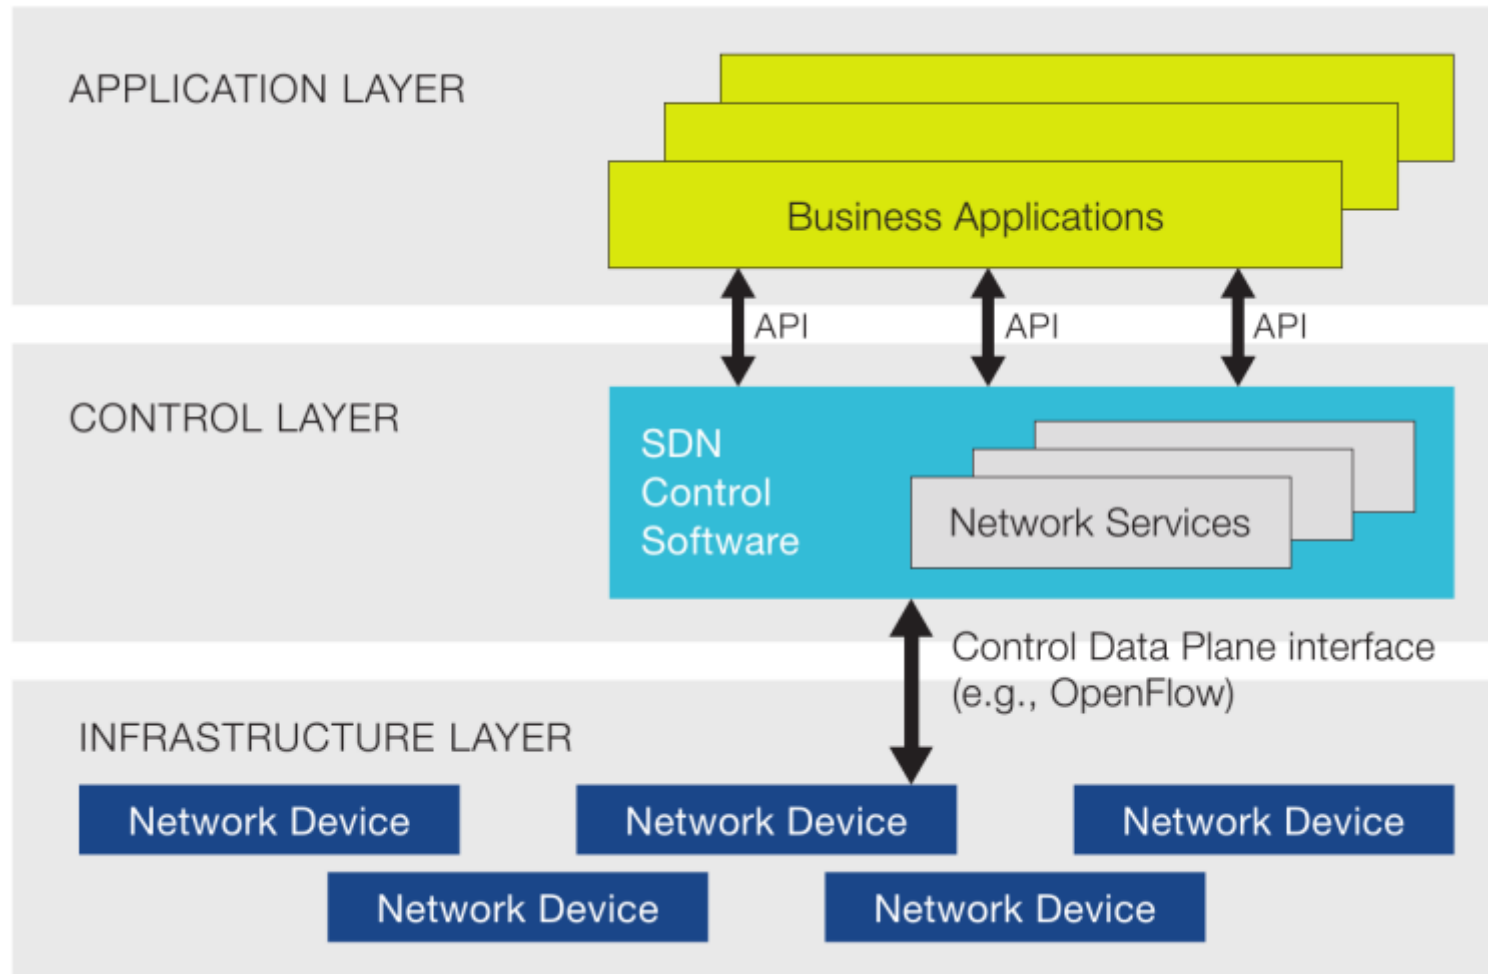 APPLICATION LAYER
Business Applications
API
API
API
CONTROL LAYER
SDN
Control
Software
Network Services
Control Data Plane interface
(e.g., OpenFlow)
INFRASTRUCTURE LAYER
Network Device
Network Device
Network Device
Network Device
Network Device